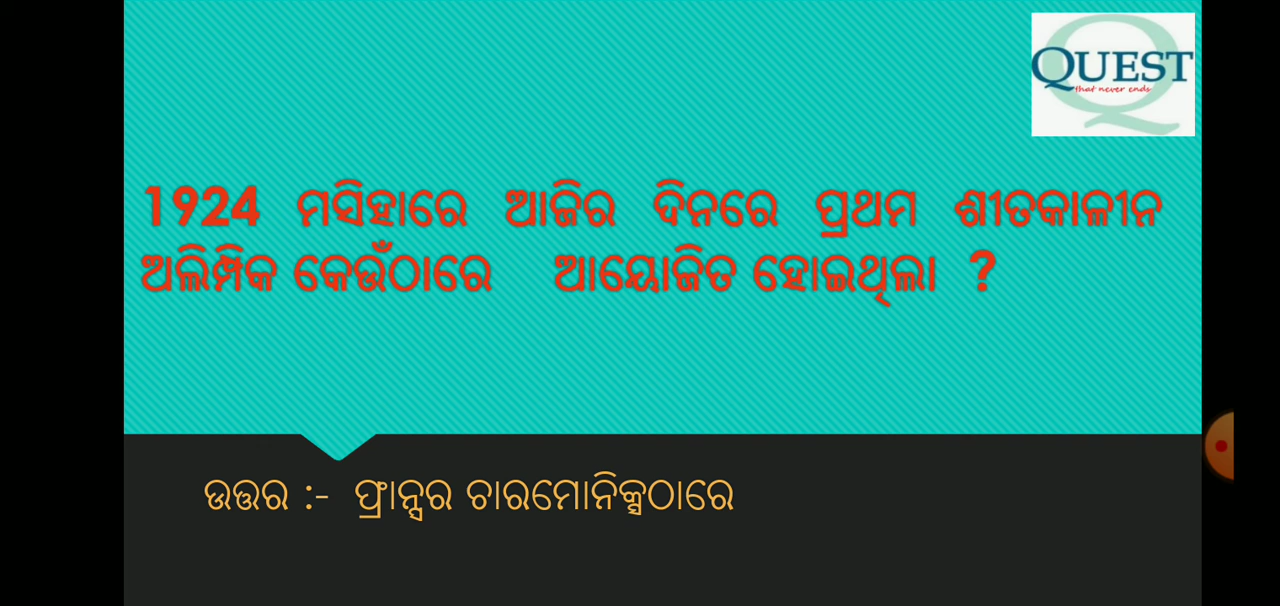 QUEST
that never ends
1924 ମସିହାରେ ଆଜିର ଦିନରେ ପ୍ରଥମ ଶୀତକାଳୀନ
ଅଲିମ୍ପିକ କେଉଁଠାରେ ଆୟୋଜିତ ହୋଇଥିଲା ?
ଉତ୍ତର :- ଫ୍ରାନ୍ସର ଚାରମୋନିକ୍ସଠାରେ